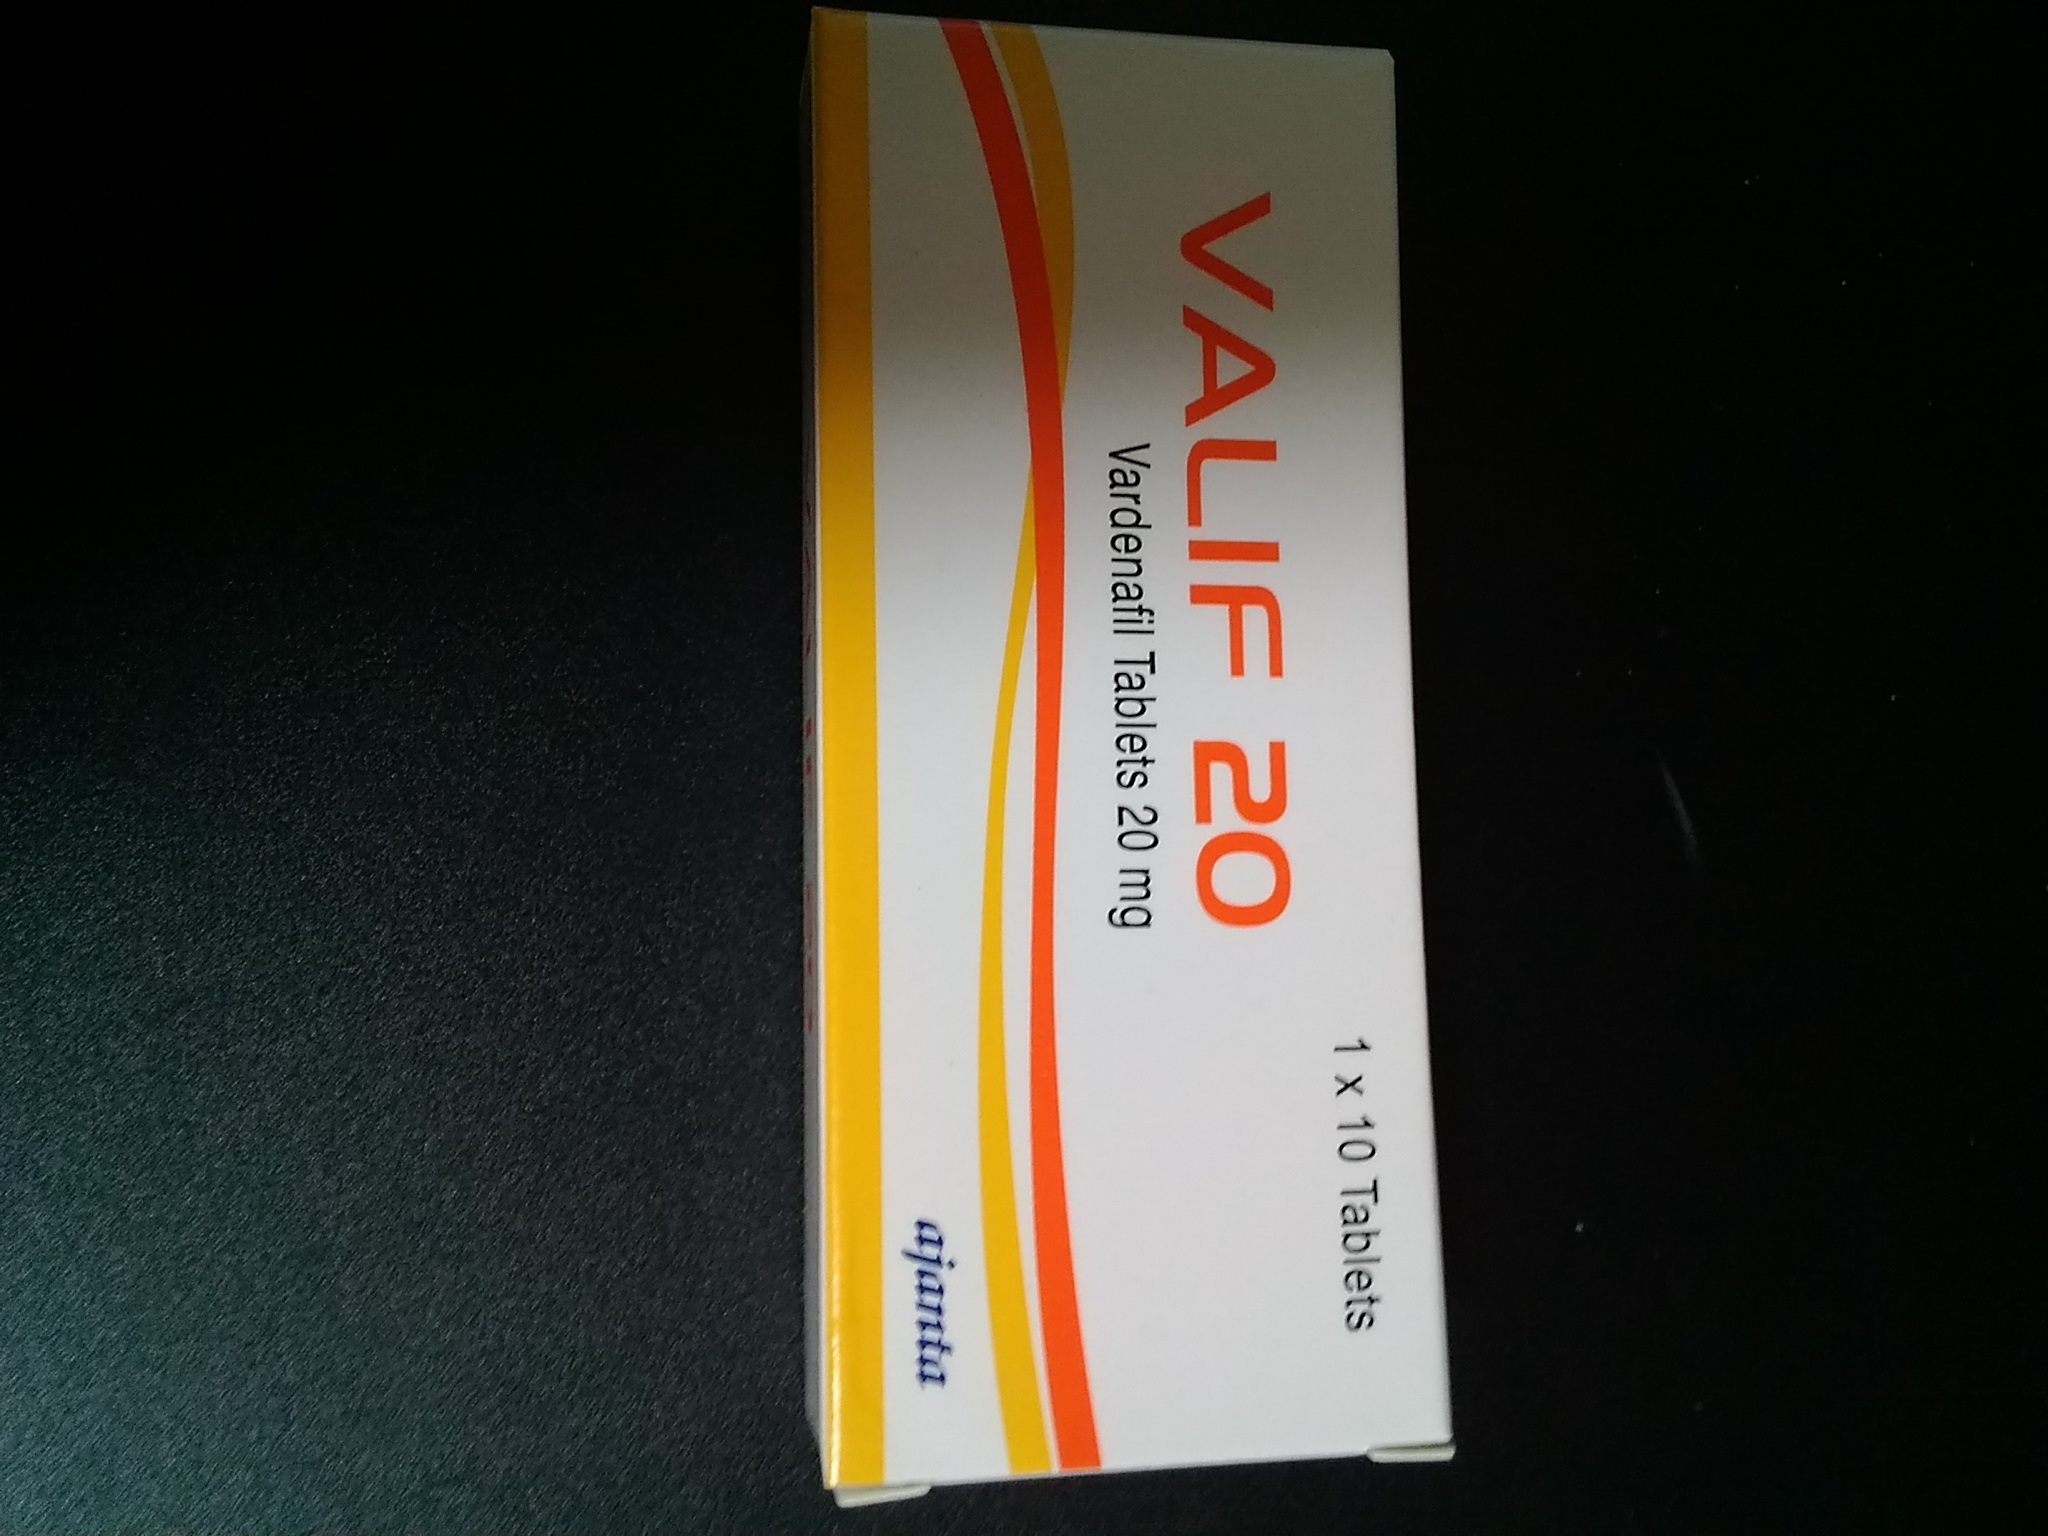 1 x 10 Tablets
VALIF 20
Vardenafil Tablets 20 mg
ajanta